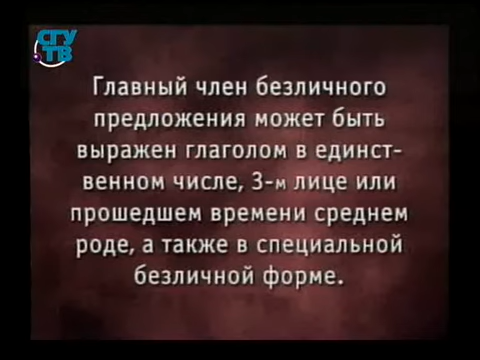 СГУ
ТВ
Главный член безличного
предложения может быть
выражен глаголом в единст-
венном числе, 3-м лице или
прошедшем времени среднем
роде, а также в специальной
безличной форме.